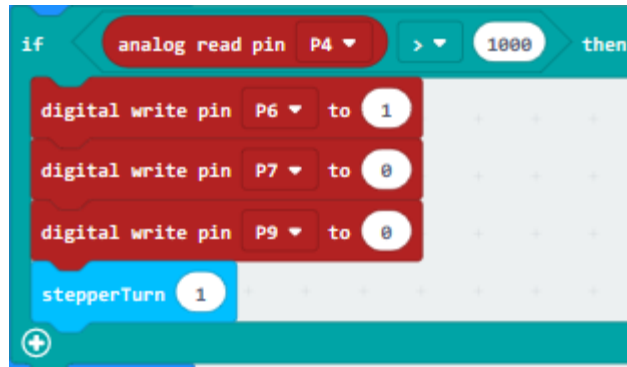 if analog read pin P4 > 1000 then
digital write pin P6 to 1
digital write pin P7 to 0
digital write pin P9 to 0
stepperTurn 1